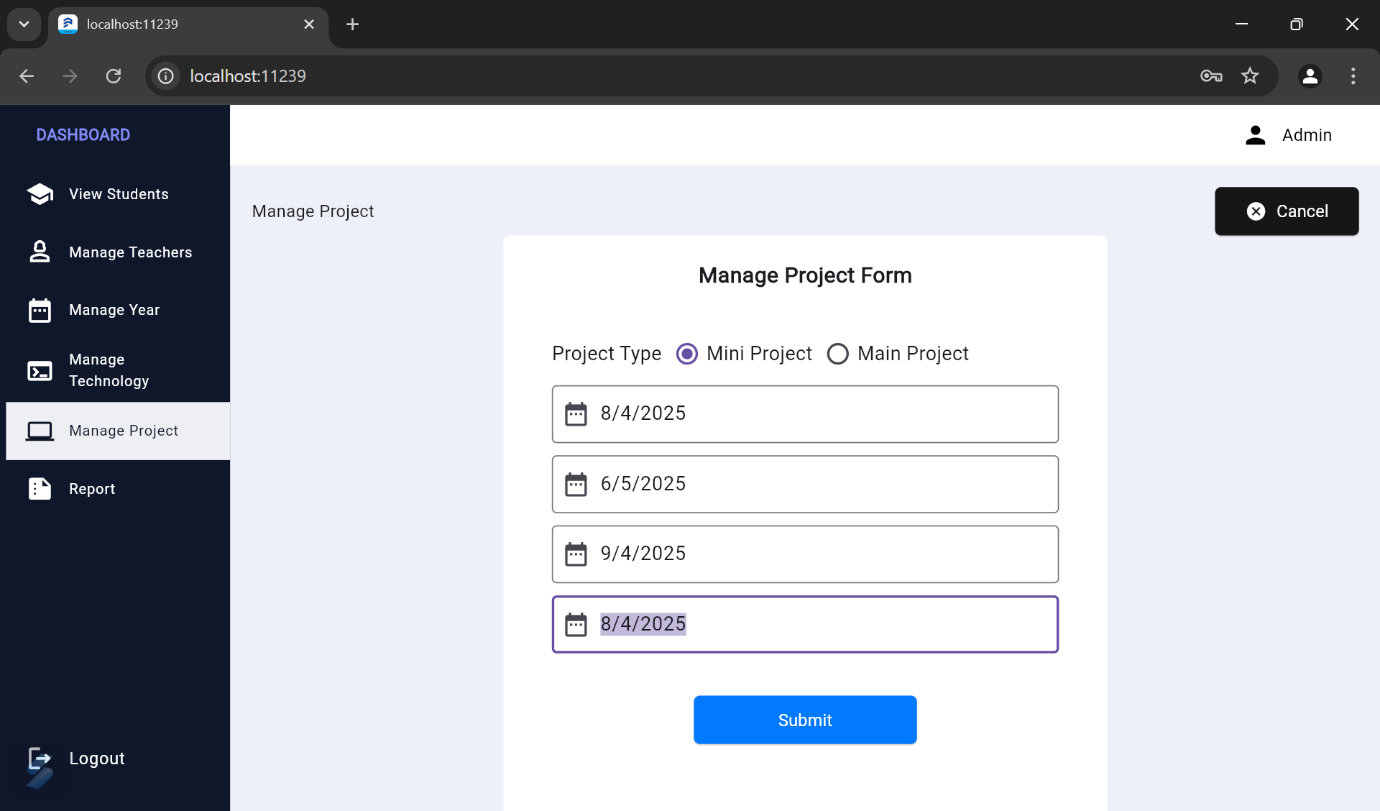 localhost:11239
localhost:11239
DASHBOARD
Admin
View Students
Manage Project
Cancel
Manage Teachers
Manage Project Form
Manage Year
Project Type Mini Project Main Project
Manage
Technology
8/4/2025
Manage Project
6/5/2025
Report
9/4/2025
8/4/2025
Submit
Logout